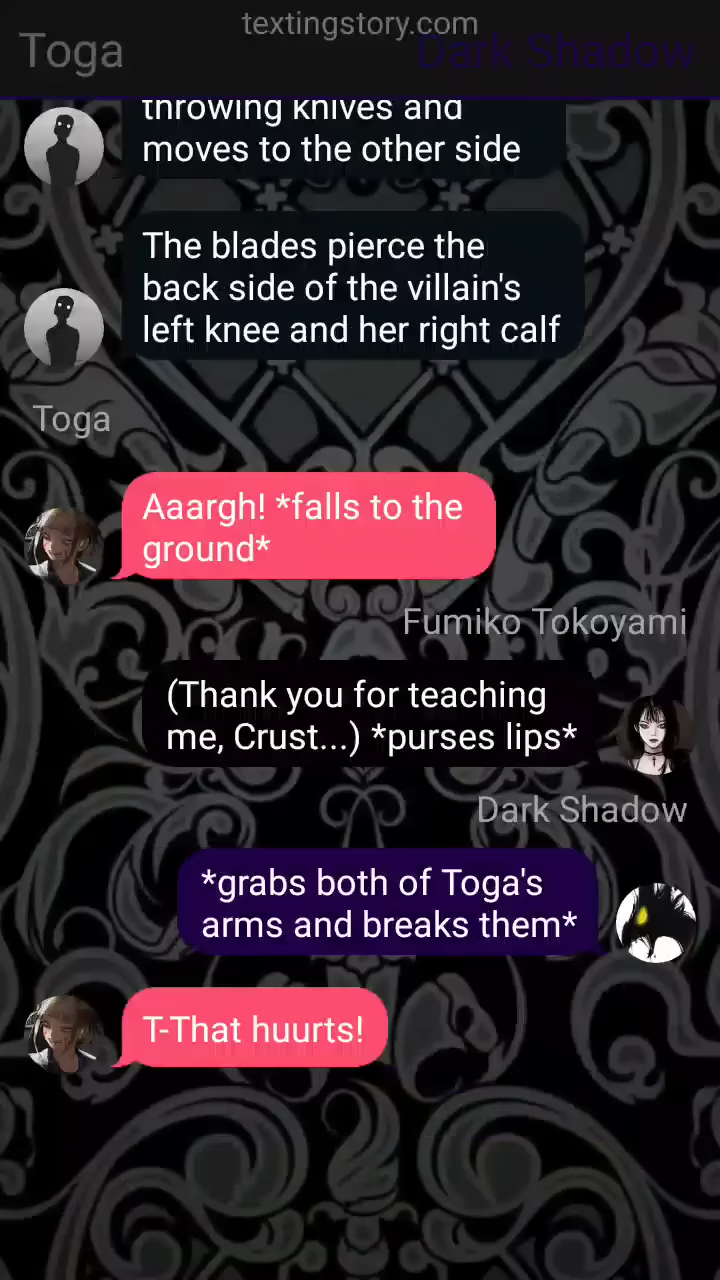 textingstory.com
Toga
Dark Shadow
throwing knives and
moves to the other side
The blades pierce the
back side of the villain's
left knee and her right calf
Toga
Aaargh! *falls to the
ground*
Fumiko Tokoyami
(Thank you for teaching
me, Crust...) *purses lips*
Dark Shadow
*grabs both of Toga's
arms and breaks them*
T-That huurts!